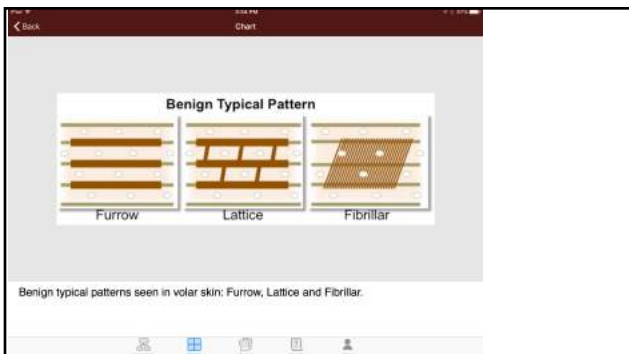 Back
Chart
Benign Typical Pattern
Furrow
Lattice
Fibrillar
Benign typical patterns seen in volar skin: Furrow, Lattice and Fibrillar.